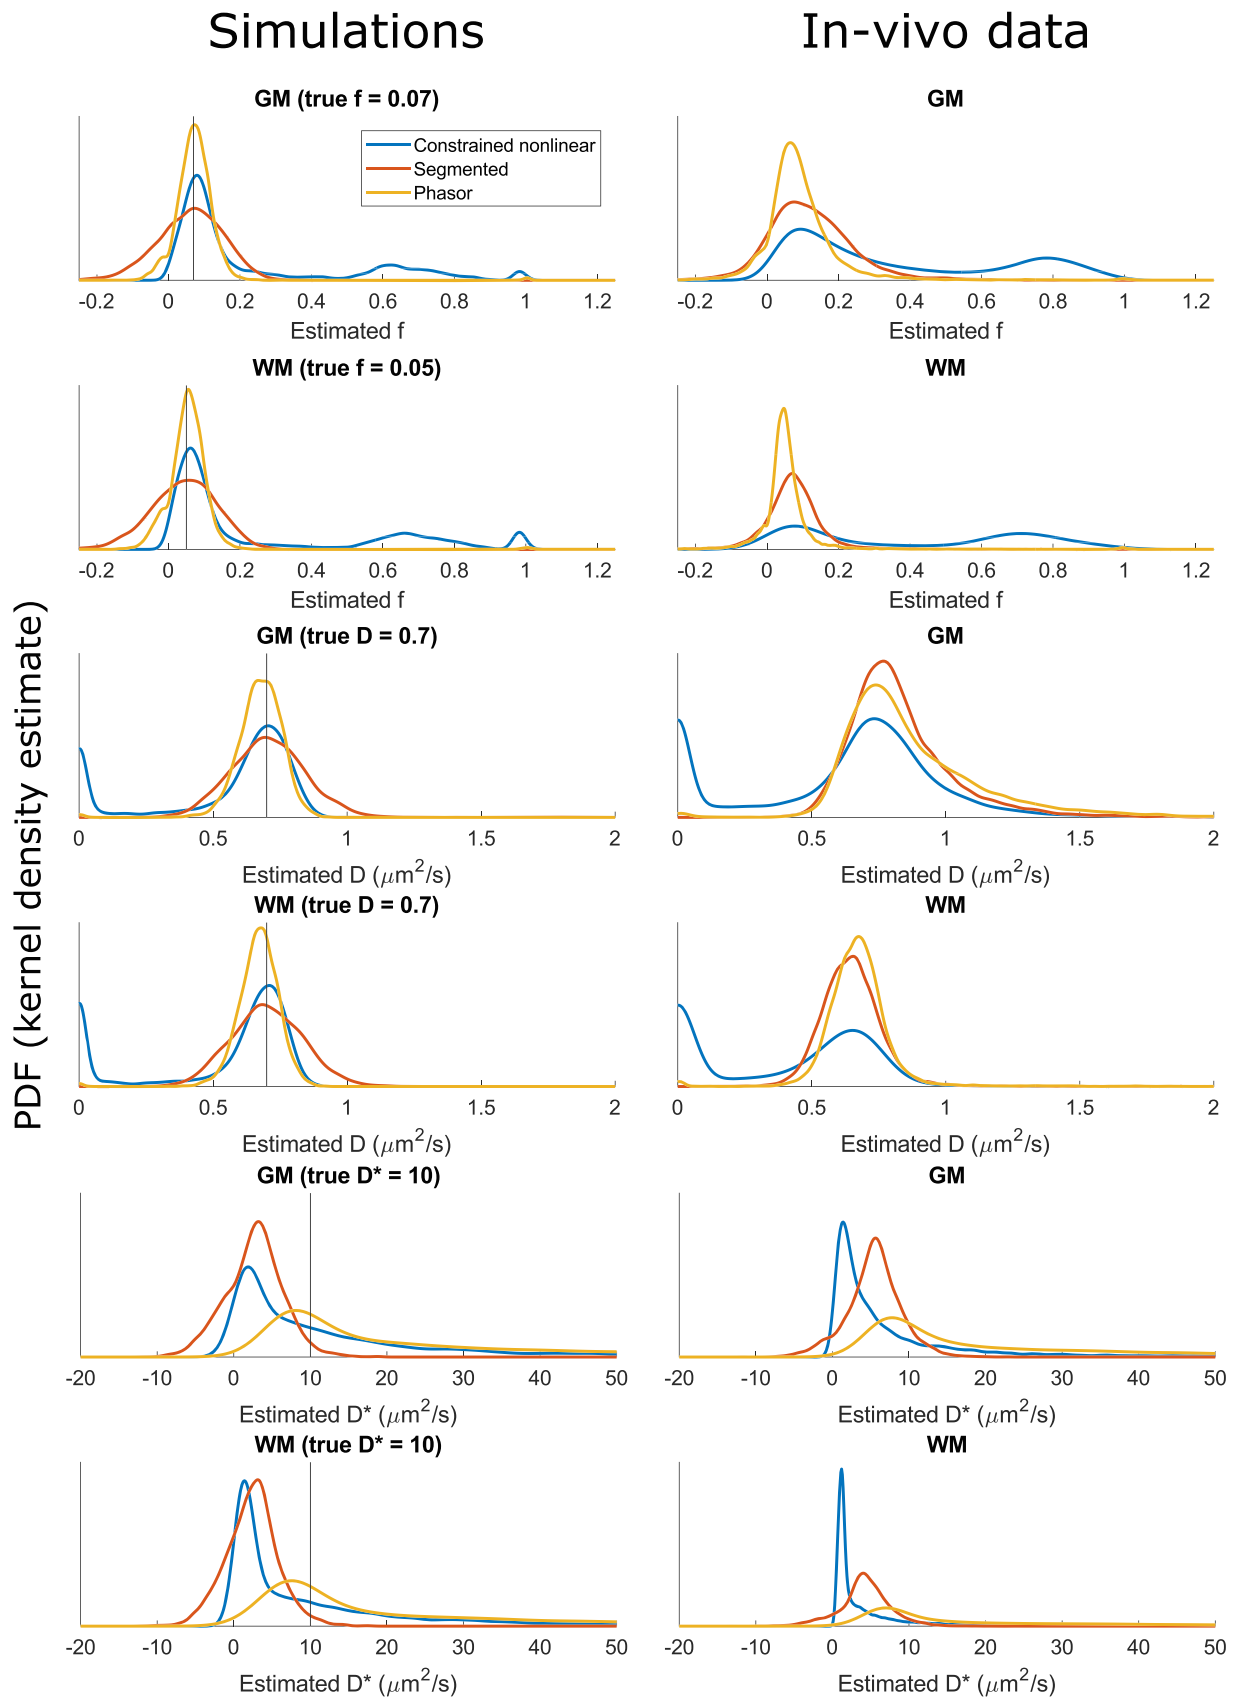 Simulations
In-vivo data
PDF (kernel density estimate)
GM (true f = 0.07)
Constrained nonlinear
Segmented
Phasor
-0.2 0 0.2 0.4 0.6 0.8 1 1.2
Estimated f
GM
-0.2 0 0.2 0.4 0.6 0.8 1 1.2
Estimated f
WM (true f = 0.05)
-0.2 0 0.2 0.4 0.6 0.8 1 1.2
Estimated f
WM
-0.2 0 0.2 0.4 0.6 0.8 1 1.2
Estimated f
GM (true D = 0.7)
0 0.5 1 1.5 2
Estimated D (μm²/s)
GM
0 0.5 1 1.5 2
Estimated D (μm²/s)
WM (true D = 0.7)
0 0.5 1 1.5 2
Estimated D (μm²/s)
WM
0 0.5 1 1.5 2
Estimated D (μm²/s)
GM (true D* = 10)
-20 -10 0 10 20 30 40 50
Estimated D* (μm²/s)
GM
-20 -10 0 10 20 30 40 50
Estimated D* (μm²/s)
WM (true D* = 10)
-20 -10 0 10 20 30 40 50
Estimated D* (μm²/s)
WM
-20 -10 0 10 20 30 40 50
Estimated D* (μm²/s)